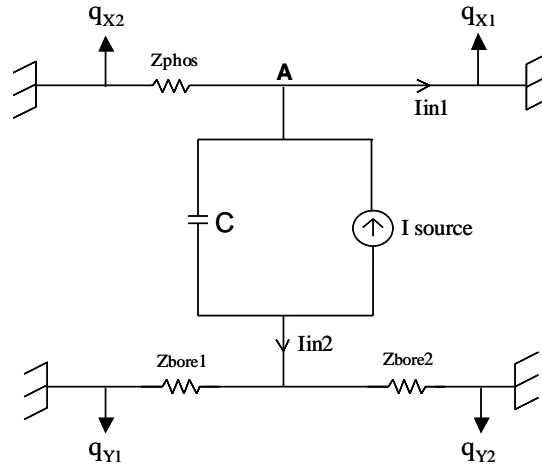 qX2
qX1
Zphos
A
Iin1
C
I source
Iin2
Zbore1
Zbore2
qY1
qY2